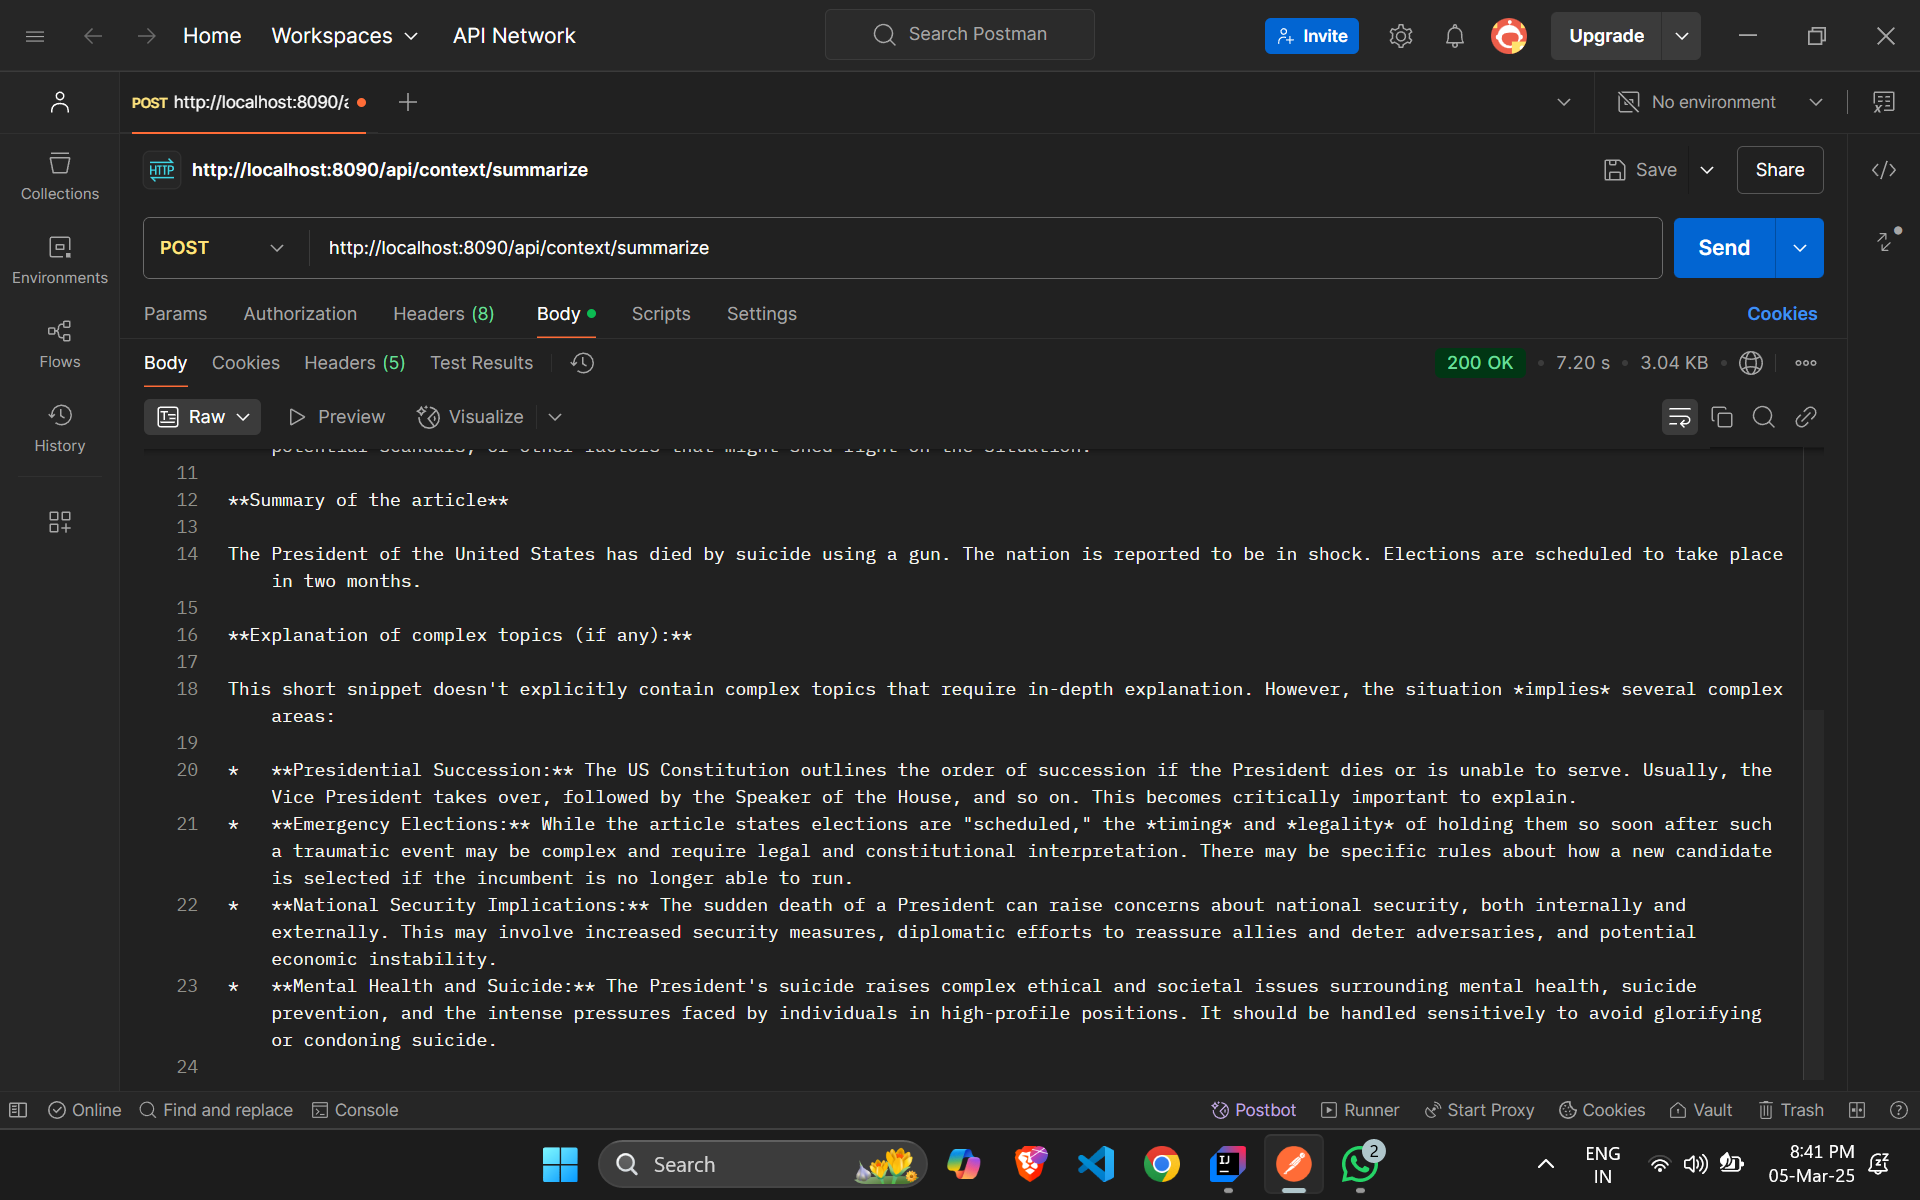 Home Workspaces API Network Search Postman Invite Upgrade
POST http://localhost:8090/a No environment
HTTP http://localhost:8090/api/context/summarize Save Share
Collections
POST http://localhost:8090/api/context/summarize Send
Environments
Params Authorization Headers (8) Body Scripts Settings Cookies
Flows
Body Cookies Headers (5) Test Results 200 OK 7.20 s 3.04 KB
Raw Preview Visualize
History
potential scandals, or other factors that might shed light on the situation.
11
12 **Summary of the article**
13
14 The President of the United States has died by suicide using a gun. The nation is reported to be in shock. Elections are scheduled to take place
in two months.
15
16 **Explanation of complex topics (if any):**
17
18 This short snippet doesn't explicitly contain complex topics that require in-depth explanation. However, the situation *implies* several complex
areas:
19
20 * **Presidential Succession:** The US Constitution outlines the order of succession if the President dies or is unable to serve. Usually, the
Vice President takes over, followed by the Speaker of the House, and so on. This becomes critically important to explain.
21 * **Emergency Elections:** While the article states elections are "scheduled," the *timing* and *legality* of holding them so soon after such
a traumatic event may be complex and require legal and constitutional interpretation. There may be specific rules about how a new candidate
is selected if the incumbent is no longer able to run.
22 * **National Security Implications:** The sudden death of a President can raise concerns about national security, both internally and
externally. This may involve increased security measures, diplomatic efforts to reassure allies and deter adversaries, and potential
economic instability.
23 * **Mental Health and Suicide:** The President's suicide raises complex ethical and societal issues surrounding mental health, suicide
prevention, and the intense pressures faced by individuals in high-profile positions. It should be handled sensitively to avoid glorifying
or condoning suicide.
24
Online Find and replace Console Postbot Runner Start Proxy Cookies Vault Trash
Search IJ 2 ENG
IN 8:41 PM
05-Mar-25